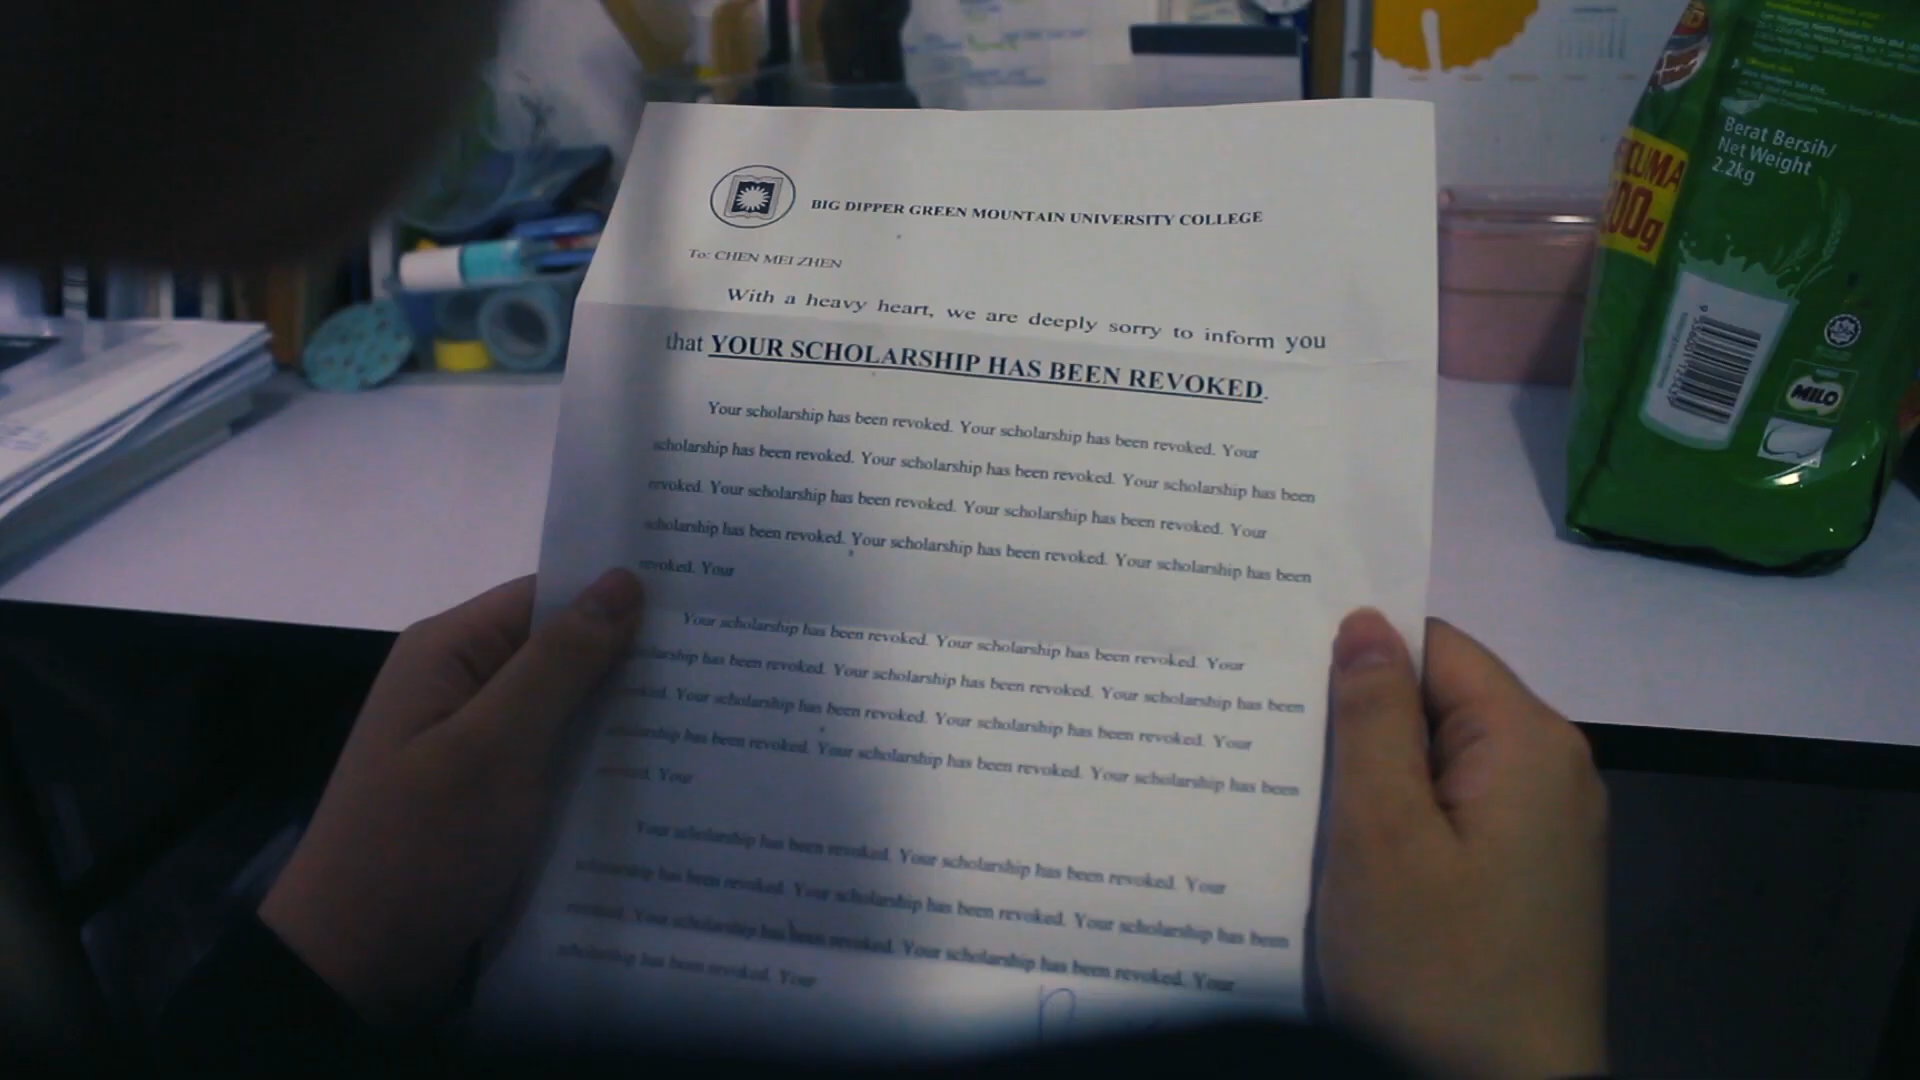 BIG DIPPER GREEN MOUNTAIN UNIVERSITY COLLEGE
To: CHEN MEI ZHEN
With a heavy heart, we are deeply sorry to inform you
that YOUR SCHOLARSHIP HAS BEEN REVOKED.
Your scholarship has been revoked. Your scholarship has been revoked. Your
scholarship has been revoked. Your scholarship has been revoked. Your scholarship has been
revoked. Your scholarship has been revoked. Your scholarship has been revoked. Your
scholarship has been revoked. Your scholarship has been revoked. Your scholarship has been
revoked. Your
Your scholarship has been revoked. Your scholarship has been revoked. Your
scholarship has been revoked. Your scholarship has been revoked. Your scholarship has been
revoked. Your scholarship has been revoked. Your scholarship has been revoked. Your
scholarship has been revoked. Your scholarship has been revoked. Your scholarship has been
revoked. Your
Your scholarship has been revoked. Your scholarship has been revoked. Your
scholarship has been revoked. Your scholarship has been revoked. Your scholarship has been
revoked. Your scholarship has been revoked. Your scholarship has been revoked. Your
scholarship has been revoked. Your
Berat Bersih/
Net Weight
2.2kg
MILO